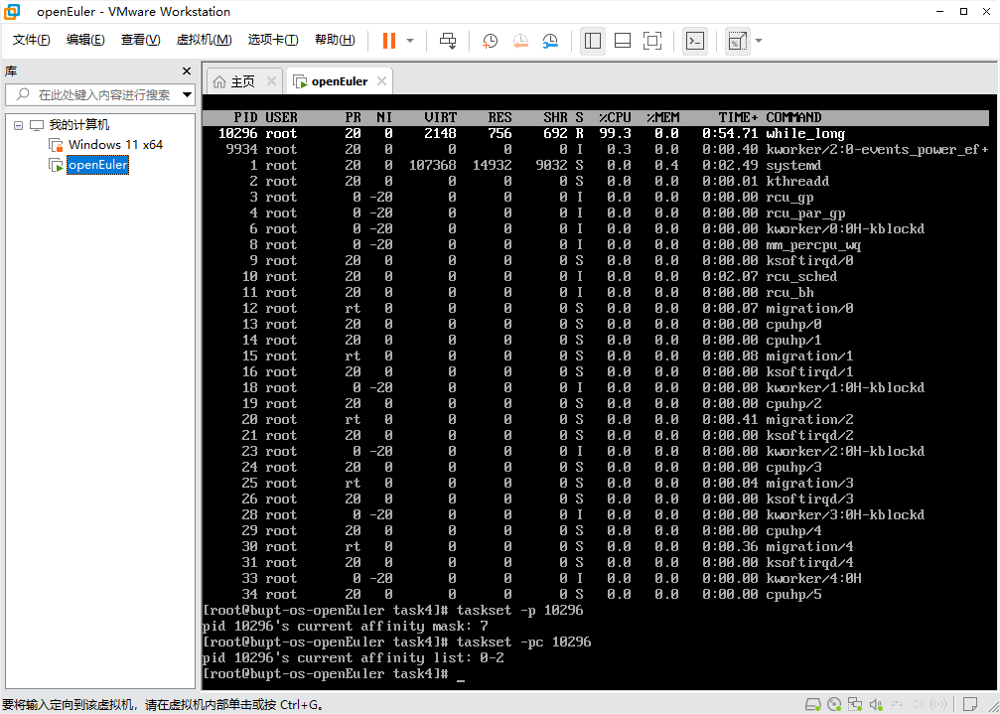 openEuler - VMware Workstation
文件(F) 编辑(E) 查看(V) 虚拟机(M) 选项卡(T) 帮助(H)
库
在此处键入内容进行搜索
我的计算机
Windows 11 x64
openEuler
主页 openEuler
PID USER PR NI VIRT RES SHR S %CPU %MEM TIME+ COMMAND
10296 root 20 0 2148 756 692 R 99.3 0.0 0:54.71 while_long
9934 root 20 0 0 0 0 I 0.3 0.0 0:00.40 kworker/2:0-events_power_ef+
1 root 20 0 107368 14932 9032 S 0.0 0.4 0:02.49 systemd
2 root 20 0 0 0 0 S 0.0 0.0 0:00.01 kthreadd
3 root 0 -20 0 0 0 I 0.0 0.0 0:00.00 rcu_gp
4 root 0 -20 0 0 0 I 0.0 0.0 0:00.00 rcu_par_gp
6 root 0 -20 0 0 0 I 0.0 0.0 0:00.00 kworker/0:0H-kblockd
8 root 0 -20 0 0 0 I 0.0 0.0 0:00.00 mm_percpu_wq
9 root 20 0 0 0 0 S 0.0 0.0 0:00.00 ksoftirqd/0
10 root 20 0 0 0 0 I 0.0 0.0 0:02.07 rcu_sched
11 root 20 0 0 0 0 I 0.0 0.0 0:00.00 rcu_bh
12 root rt 0 0 0 0 S 0.0 0.0 0:00.07 migration/0
13 root 20 0 0 0 0 S 0.0 0.0 0:00.00 cpuhp/0
14 root 20 0 0 0 0 S 0.0 0.0 0:00.00 cpuhp/1
15 root rt 0 0 0 0 S 0.0 0.0 0:00.08 migration/1
16 root 20 0 0 0 0 S 0.0 0.0 0:00.00 ksoftirqd/1
18 root 0 -20 0 0 0 I 0.0 0.0 0:00.00 kworker/1:0H-kblockd
19 root 20 0 0 0 0 S 0.0 0.0 0:00.00 cpuhp/2
20 root rt 0 0 0 0 S 0.0 0.0 0:00.41 migration/2
21 root 20 0 0 0 0 S 0.0 0.0 0:00.00 ksoftirqd/2
23 root 0 -20 0 0 0 I 0.0 0.0 0:00.00 kworker/2:0H-kblockd
24 root 20 0 0 0 0 S 0.0 0.0 0:00.00 cpuhp/3
25 root rt 0 0 0 0 S 0.0 0.0 0:00.04 migration/3
26 root 20 0 0 0 0 S 0.0 0.0 0:00.00 ksoftirqd/3
28 root 0 -20 0 0 0 I 0.0 0.0 0:00.00 kworker/3:0H-kblockd
29 root 20 0 0 0 0 S 0.0 0.0 0:00.00 cpuhp/4
30 root rt 0 0 0 0 S 0.0 0.0 0:00.36 migration/4
31 root 20 0 0 0 0 S 0.0 0.0 0:00.00 ksoftirqd/4
33 root 0 -20 0 0 0 I 0.0 0.0 0:00.00 kworker/4:0H
34 root 20 0 0 0 0 S 0.0 0.0 0:00.00 cpuhp/5
[root@bupt-os-openEuler task4]# taskset -p 10296
pid 10296's current affinity mask: 7
[root@bupt-os-openEuler task4]# taskset -pc 10296
pid 10296's current affinity list: 0-2
[root@bupt-os-openEuler task4]# _
要将输入定向到该虚拟机，请在虚拟机内部单击或按 Ctrl+G。